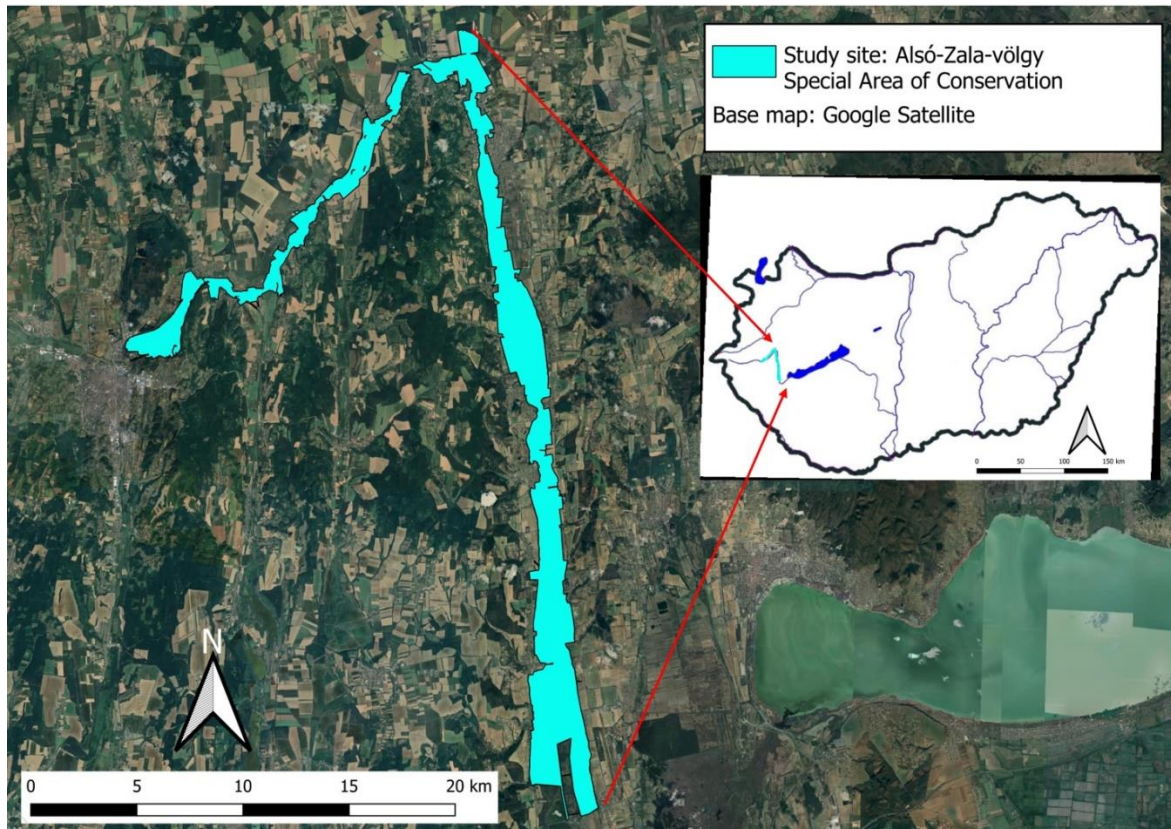 Study site: Alsó-Zala-völgy
Special Area of Conservation
Base map: Google Satellite
0 50 100 150 km
N
0 5 10 15 20 km